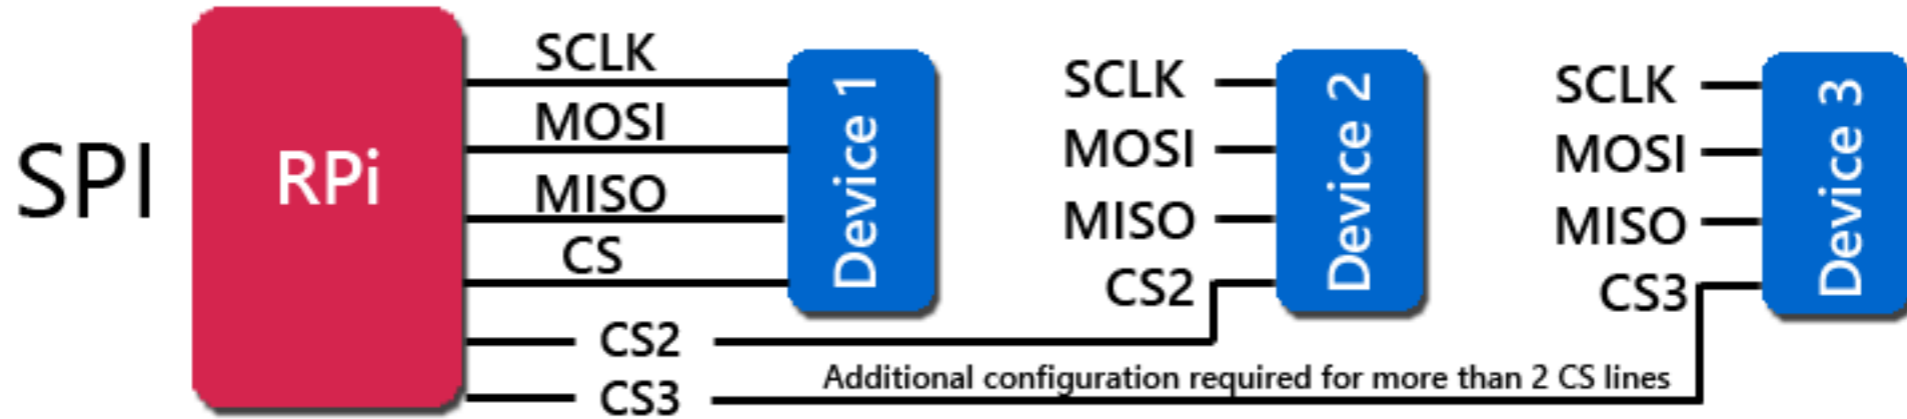 SPI
RPi
SCLK
MOSI
MISO
CS
CS2
CS3
Device 1
SCLK
MOSI
MISO
CS2
Device 2
SCLK
MOSI
MISO
CS3
Device 3
Additional configuration required for more than 2 CS lines